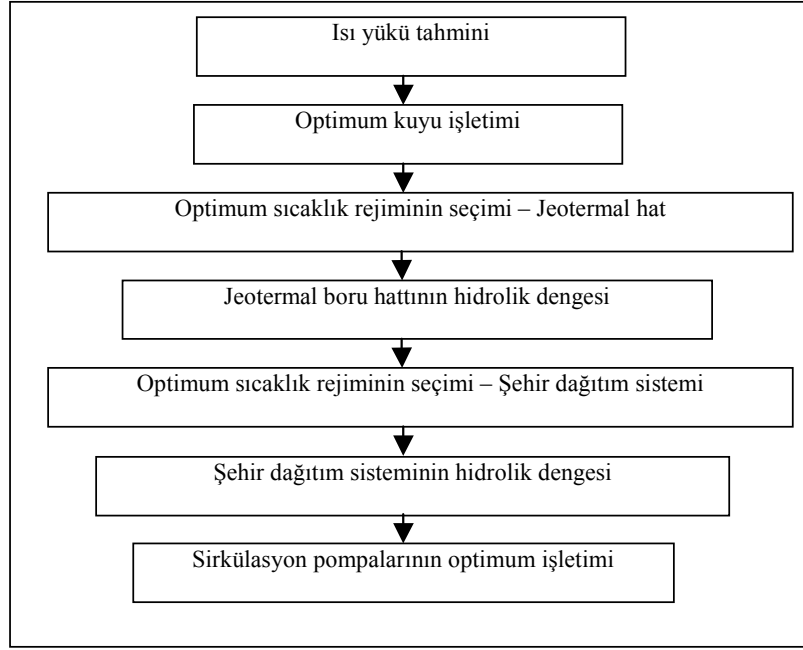 Isı yükü tahmini
Optimum kuyu işletimi
Optimum sıcaklık rejiminin seçimi – Jeotermal hat
Jeotermal boru hattının hidrolik dengesi
Optimum sıcaklık rejiminin seçimi – Şehir dağıtım sistemi
Şehir dağıtım sisteminin hidrolik dengesi
Sirkülasyon pompalarının optimum işletimi